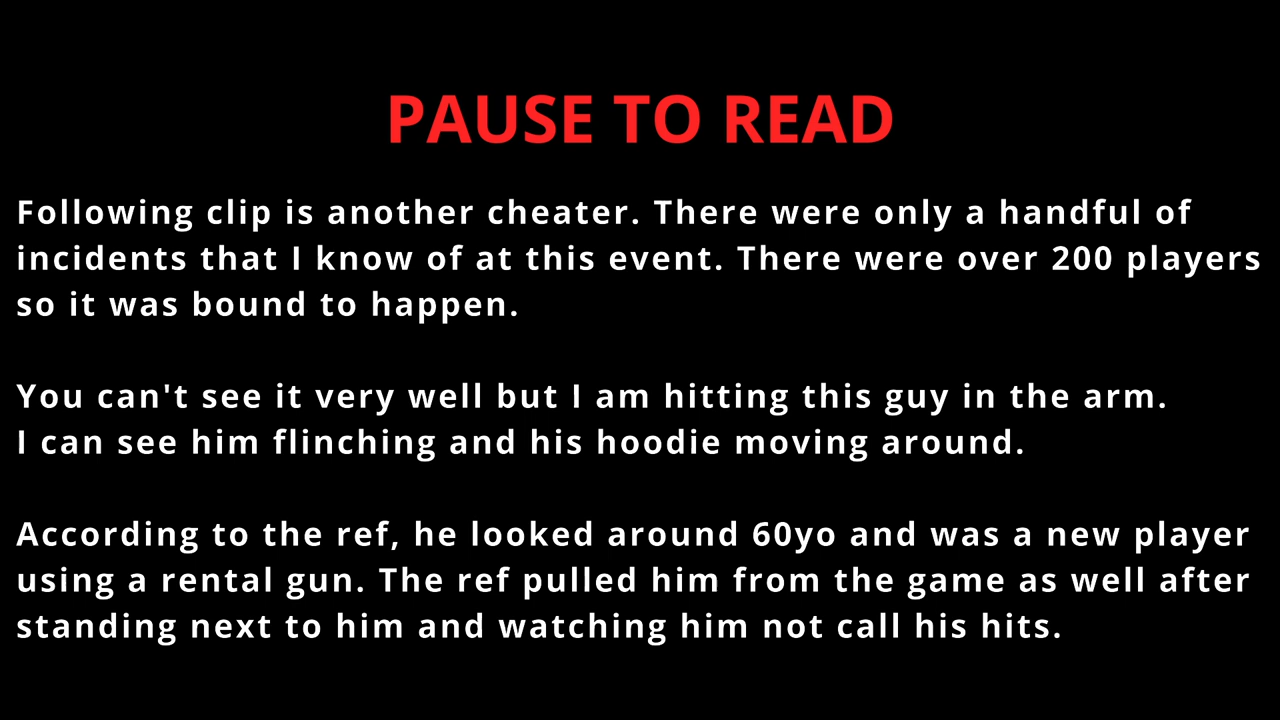 PAUSE TO READ
Following clip is another cheater. There were only a handful of
incidents that I know of at this event. There were over 200 players
so it was bound to happen.
You can't see it very well but I am hitting this guy in the arm.
I can see him flinching and his hoodie moving around.
According to the ref, he looked around 60yo and was a new player
using a rental gun. The ref pulled him from the game as well after
standing next to him and watching him not call his hits.